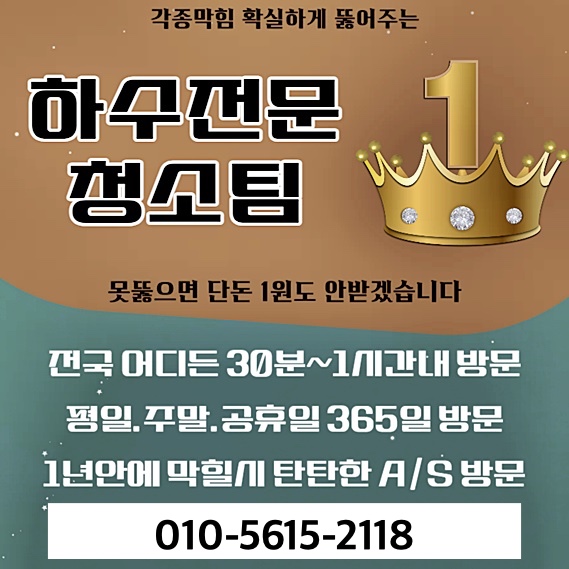 각종막힘 확실하게 뚫어주는
하수전문
청소팀
1
못뚫으면 단돈 1원도 안받겠습니다
전국 어디든 30분~1시간내 방문
평일.주말.공휴일 365일 방문
1년안에 막힐시 탄탄한 A/S 방문
010-5615-2118